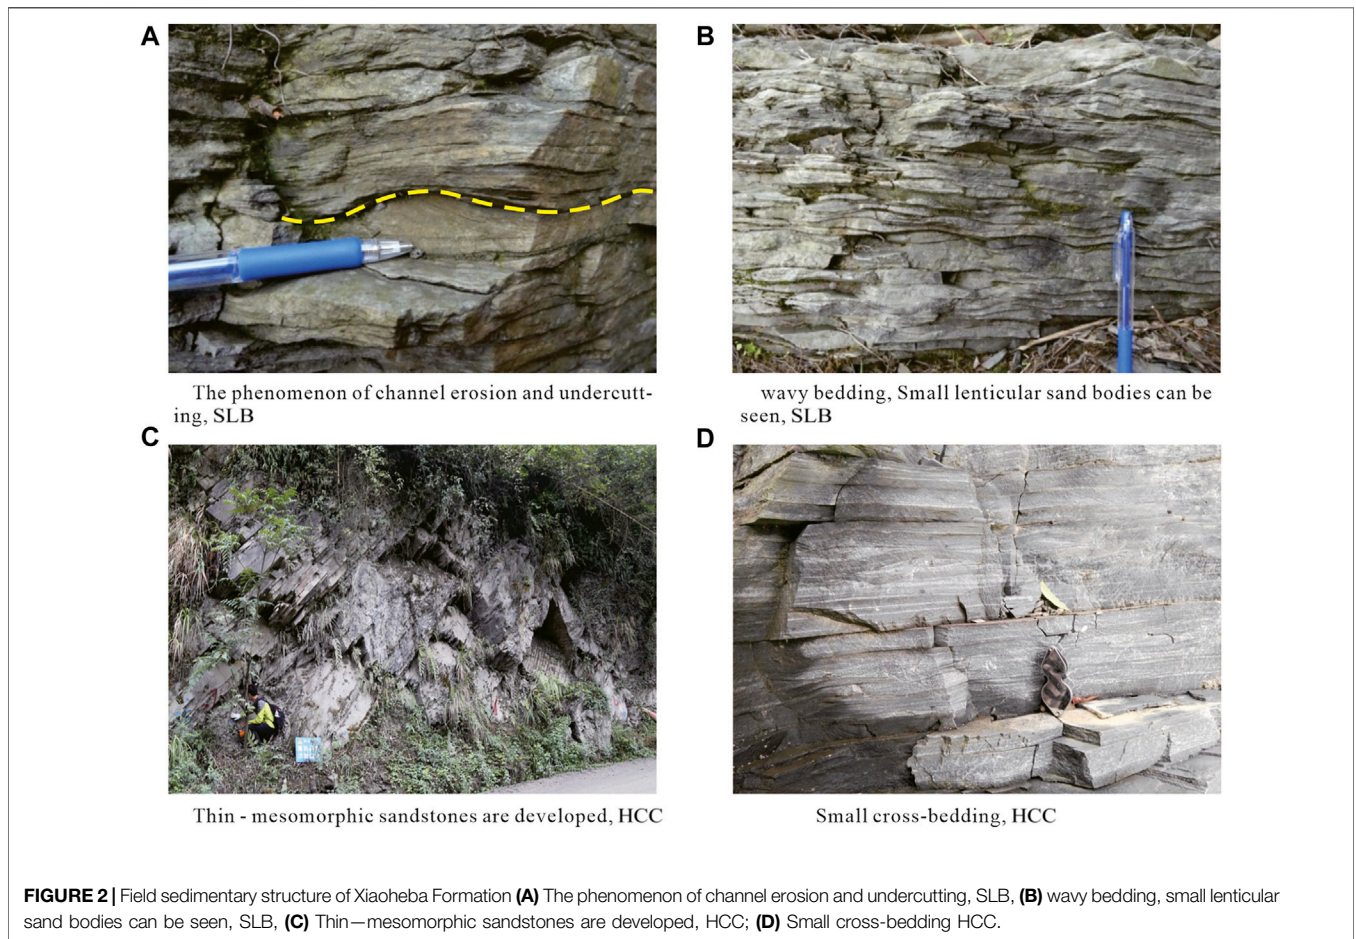 A
B
The phenomenon of channel erosion and undercutt-
ing, SLB
wavy bedding, Small lenticular sand bodies can be
seen, SLB
C
D
Thin - mesomorphic sandstones are developed, HCC
Small cross-bedding, HCC
FIGURE 2 | Field sedimentary structure of Xiaoheba Formation (A) The phenomenon of channel erosion and undercutting, SLB, (B) wavy bedding, small lenticular
sand bodies can be seen, SLB, (C) Thin—mesomorphic sandstones are developed, HCC; (D) Small cross-bedding HCC.